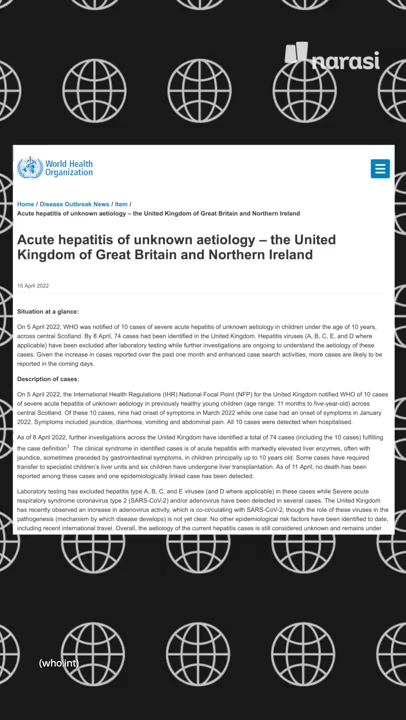 narasi
World Health
Organization
Home / Disease Outbreak News / Item /
Acute hepatitis of unknown aetiology – the United Kingdom of Great Britain and Northern Ireland
Acute hepatitis of unknown aetiology – the United
Kingdom of Great Britain and Northern Ireland
15 April 2022
Situation at a glance:
On 5 April 2022, WHO was notified of 10 cases of severe acute hepatitis of unknown aetiology in children under the age of 10 years,
across central Scotland. By 8 April, 74 cases had been identified in the United Kingdom. Hepatitis viruses (A, B, C, E, and D where
applicable) have been excluded after laboratory testing while further investigations are ongoing to understand the aetiology of these
cases. Given the increase in cases reported over the past one month and enhanced case search activities, more cases are likely to be
reported in the coming days.
Description of cases:
On 5 April 2022, the International Health Regulations (IHR) National Focal Point (NFP) for the United Kingdom notified WHO of 10 cases
of severe acute hepatitis of unknown aetiology in previously healthy young children (age range: 11 months to five-year-old) across
central Scotland. Of these 10 cases, nine had onset of symptoms in March 2022 while one case had an onset of symptoms in January
2022. Symptoms included jaundice, diarrhoea, vomiting and abdominal pain. All 10 cases were detected when hospitalised.
As of 8 April 2022, further investigations across the United Kingdom have identified a total of 74 cases (including the 10 cases) fulfilling
the case definition1. The clinical syndrome in identified cases is of acute hepatitis with markedly elevated liver enzymes, often with
jaundice, sometimes preceded by gastrointestinal symptoms, in children principally up to 10 years old. Some cases have required
transfer to specialist children's liver units and six children have undergone liver transplantation. As of 11 April, no death has been
reported among these cases and one epidemiologically linked case has been detected.
Laboratory testing has excluded hepatitis type A, B, C, and E viruses (and D where applicable) in these cases while Severe acute
respiratory syndrome coronavirus type 2 (SARS-CoV-2) and/or adenovirus have been detected in several cases. The United Kingdom
has recently observed an increase in adenovirus activity, which is co-circulating with SARS-CoV-2, though the role of these viruses in the
pathogenesis (mechanism by which disease develops) is not yet clear. No other epidemiological risk factors have been identified to date,
including recent international travel. Overall, the aetiology of the current hepatitis cases is still considered unknown and remains under
(who.int)